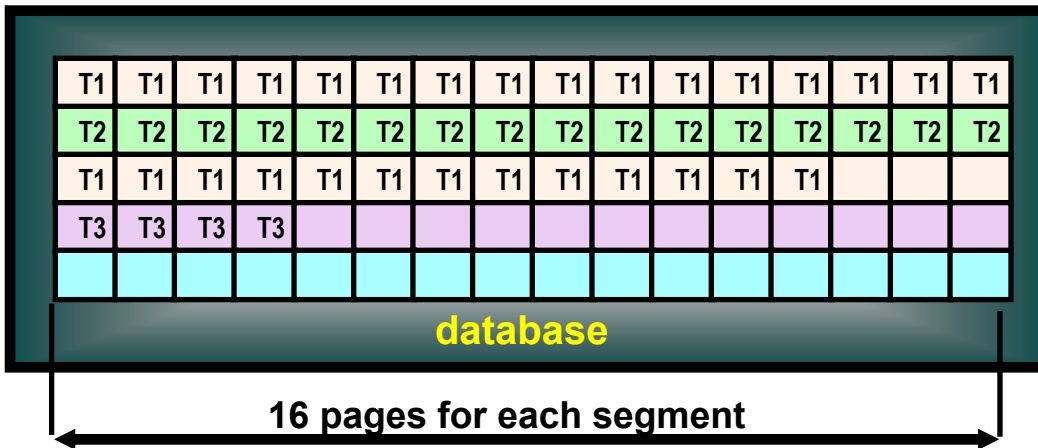 T1 T1 T1 T1 T1 T1 T1 T1 T1 T1 T1 T1 T1 T1 T1 T1
T2 T2 T2 T2 T2 T2 T2 T2 T2 T2 T2 T2 T2 T2 T2 T2
T1 T1 T1 T1 T1 T1 T1 T1 T1 T1 T1 T1 T1
T3 T3 T3 T3
database
16 pages for each segment